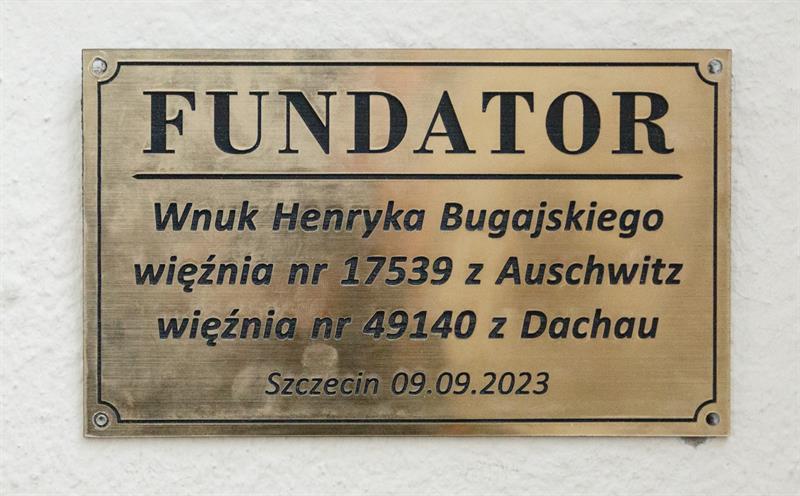 FUNDATOR
Wnuk Henryka Bugajskiego
więźnia nr 17539 z Auschwitz
więźnia nr 49140 z Dachau
Szczecin 09.09.2023